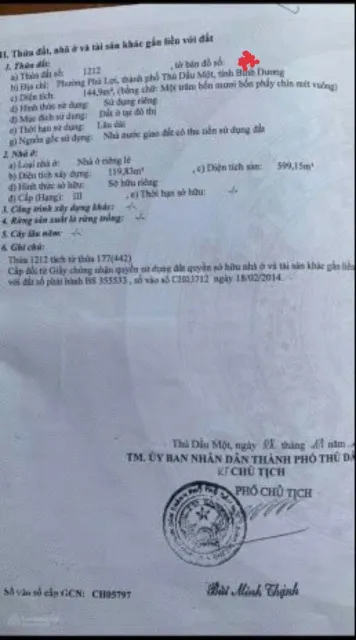 II. Thửa đất, nhà ở và tài sản khác gắn liền với đất
1. Thửa đất:
a) Thửa đất số: 1212 , tờ bản đồ số:
b) Địa chỉ: Phường Phú Lợi, thành phố Thủ Dầu Một, tỉnh Bình Dương
c) Diện tích: 144,9m², (bằng chữ: Một trăm bốn mươi bốn phẩy chín mét vuông)
d) Hình thức sử dụng: Sử dụng riêng
đ) Mục đích sử dụng: Đất ở tại đô thị
e) Thời hạn sử dụng: Lâu dài
g) Nguồn gốc sử dụng: Nhà nước giao đất có thu tiền sử dụng đất
2. Nhà ở:
a) Loại nhà ở: Nhà ở riêng lẻ
b) Diện tích xây dựng: 119,83m² , c) Diện tích sàn: 599,15m²
d) Hình thức sở hữu: Sở hữu riêng
đ) Cấp (Hạng): III , e) Thời hạn sở hữu: -/-
3. Công trình xây dựng khác: -/-
4. Rừng sản xuất là rừng trồng: -/-
5. Cây lâu năm: -/-
6. Ghi chú:
Thửa 1212 tách từ thửa 177(442)
Cấp đổi từ Giấy chứng nhận quyền sử dụng đất quyền sở hữu nhà ở và tài sản khác gắn liền
với đất số phát hành BS 355533, số vào sổ CH03712 ngày 18/02/2014.
Thủ Dầu Một, ngày tháng
TM. ỦY BAN NHÂN DÂN THÀNH PHỐ THỦ DẦ
KT CHỦ TỊCH
PHÓ CHỦ TỊCH
Số vào sổ cấp GCN: CH05797
Bùi Minh Thạnh